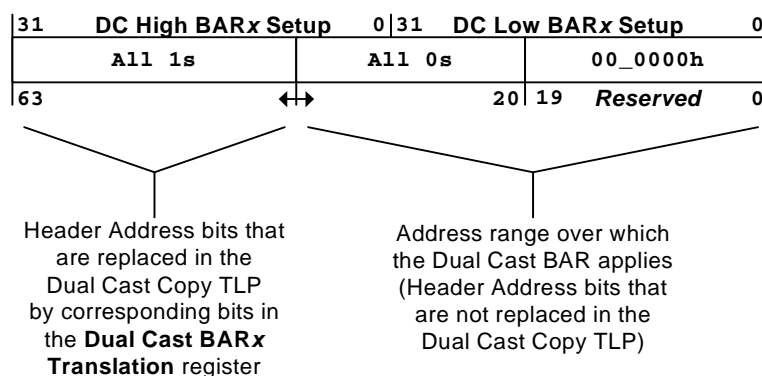 31 DC High BARx Setup 0 31 DC Low BARx Setup 0
All 1s All 0s 00_0000h
63 20 19 Reserved 0
Header Address bits that
are replaced in the
Dual Cast Copy TLP
by corresponding bits in
the Dual Cast BARx
Translation register
Address range over which
the Dual Cast BAR applies
(Header Address bits that
are not replaced in the
Dual Cast Copy TLP)